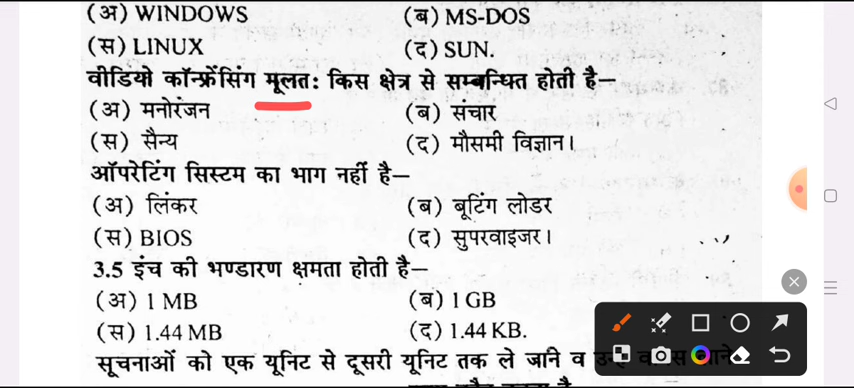 (अ) WINDOWS (ब) MS-DOS
(स) LINUX (द) SUN.
वीडियो कॉन्फ्रेंसिंग मूलत: किस क्षेत्र से सम्बन्धित होती है—
(अ) मनोरंजन (ब) संचार
(स) सैन्य (द) मौसमी विज्ञान।
ऑपरेटिंग सिस्टम का भाग नहीं है—
(अ) लिंकर (ब) बूटिंग लोडर
(स) BIOS (द) सुपरवाइजर।
3.5 इंच की भण्डारण क्षमता होती है—
(अ) 1 MB (ब) 1 GB
(स) 1.44 MB (द) 1.44 KB.
सूचनाओं को एक यूनिट से दूसरी यूनिट तक ले जाने व